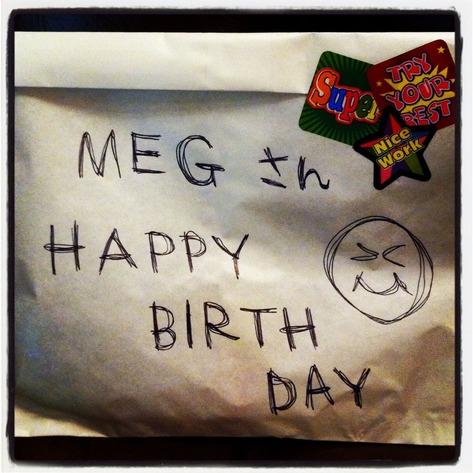 Super
TRY
YOUR
BEST
Nice
Work
MEG さん
HAPPY
BIRTH
DAY